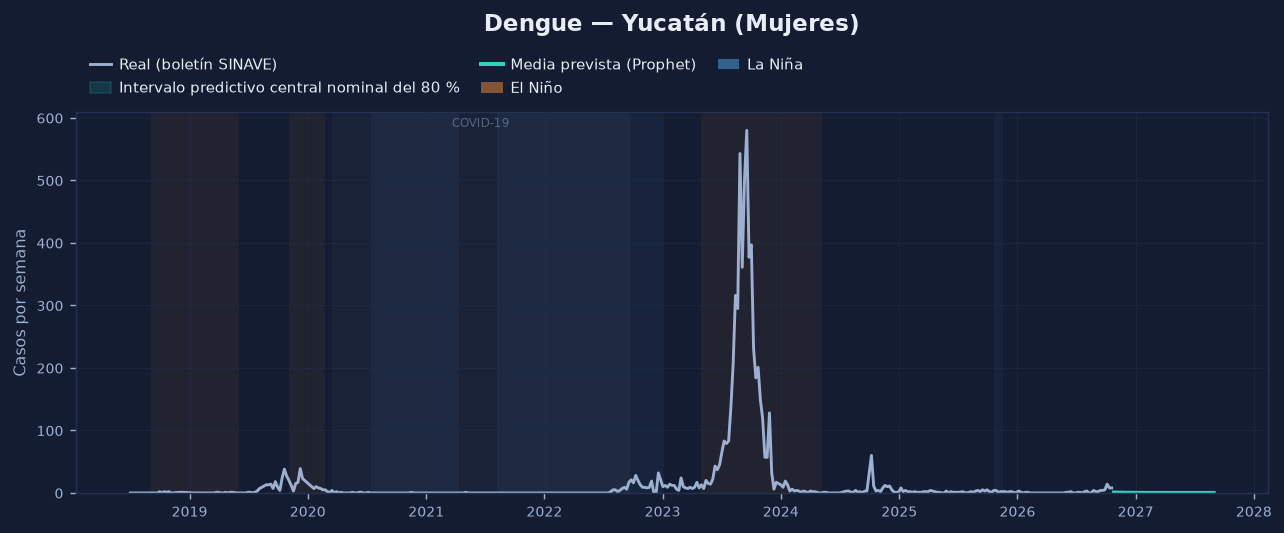 Dengue — Yucatán (Mujeres)
Real (boletín SINAVE)
Intervalo predictivo central nominal del 80 %
Media prevista (Prophet)
El Niño
La Niña
COVID-19
Casos por semana
600
500
400
300
200
100
0
2019 2020 2021 2022 2023 2024 2025 2026 2027 2028